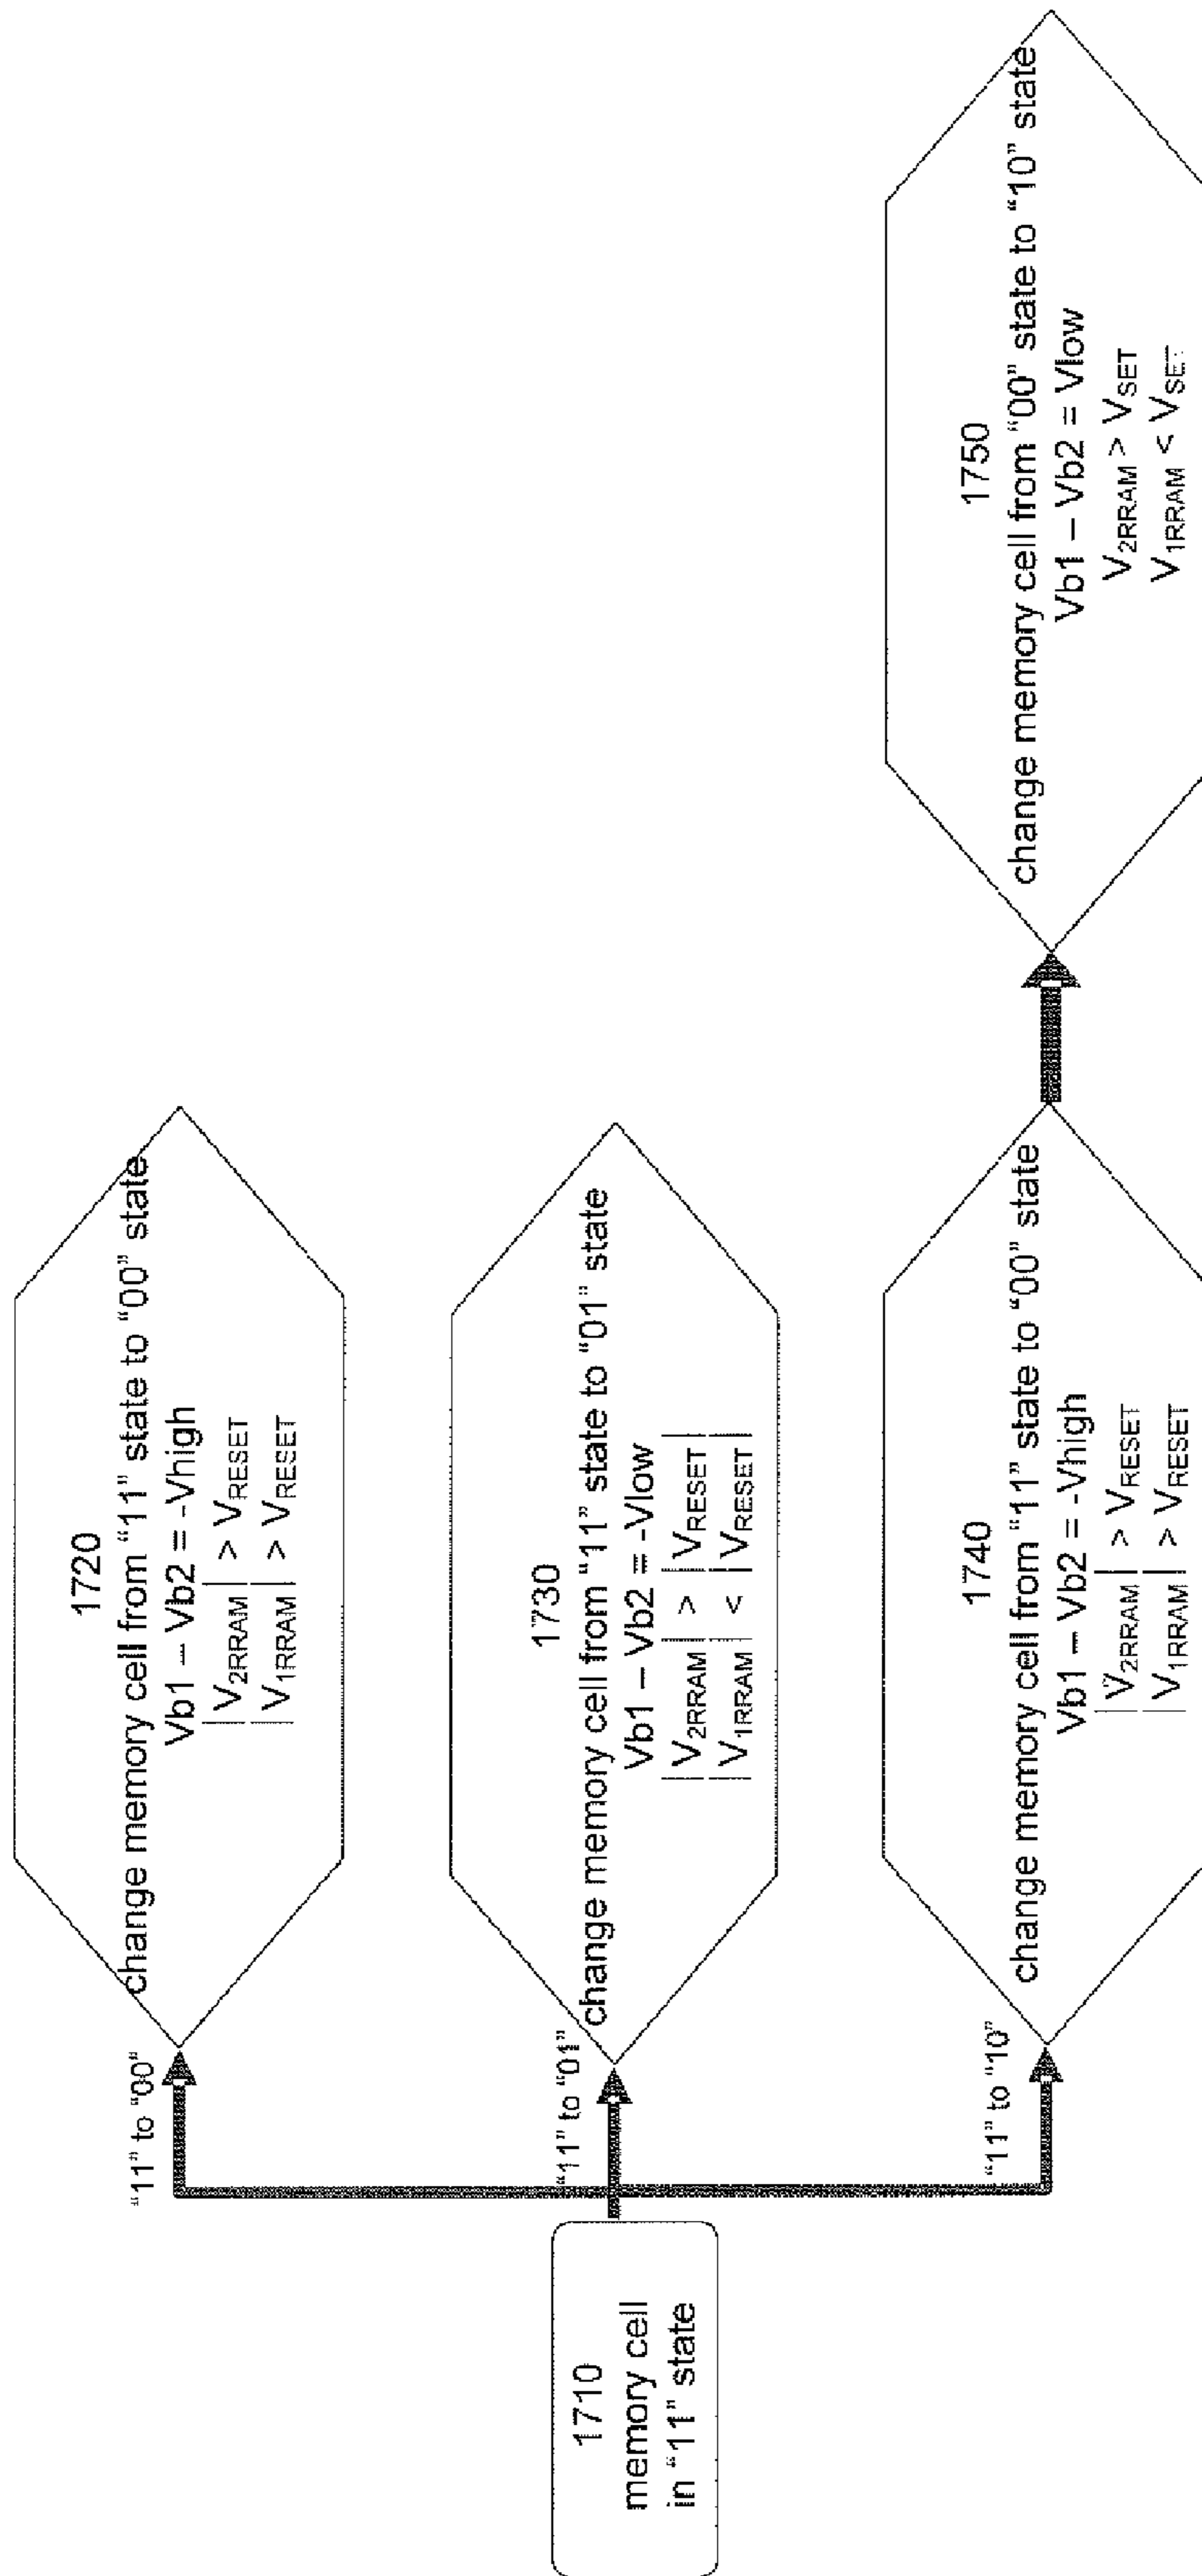 1710
memory cell
in “11” state
“11” to “00”
1720
change memory cell from “11” state to “00” state
Vb1 – Vb2 = -Vhigh
|V2RRAM| > VRESET
|V1RRAM| > VRESET
“11” to “01”
1730
change memory cell from “11” state to “01” state
Vb1 – Vb2 = -Vlow
|V2RRAM| > |VRESET|
|V1RRAM| < |VRESET|
“11” to “10”
1740
change memory cell from “11” state to “00” state
Vb1 – Vb2 = -Vhigh
|V2RRAM| > VRESET
|V1RRAM| > VRESET
1750
change memory cell from “00” state to “10” state
Vb1 – Vb2 = Vlow
V2RRAM > VSET
V1RRAM < VSET